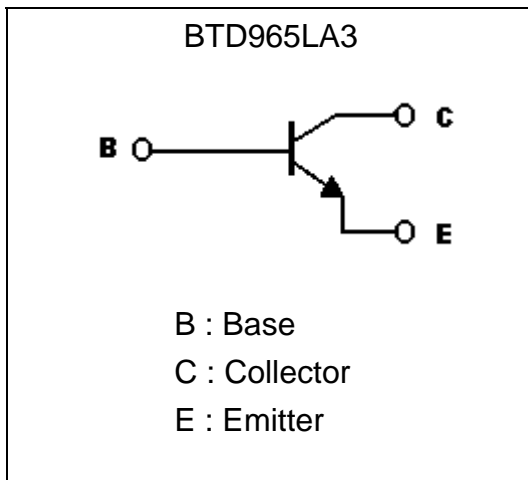 BTD965LA3
C
B
E
B : Base
C : Collector
E : Emitter